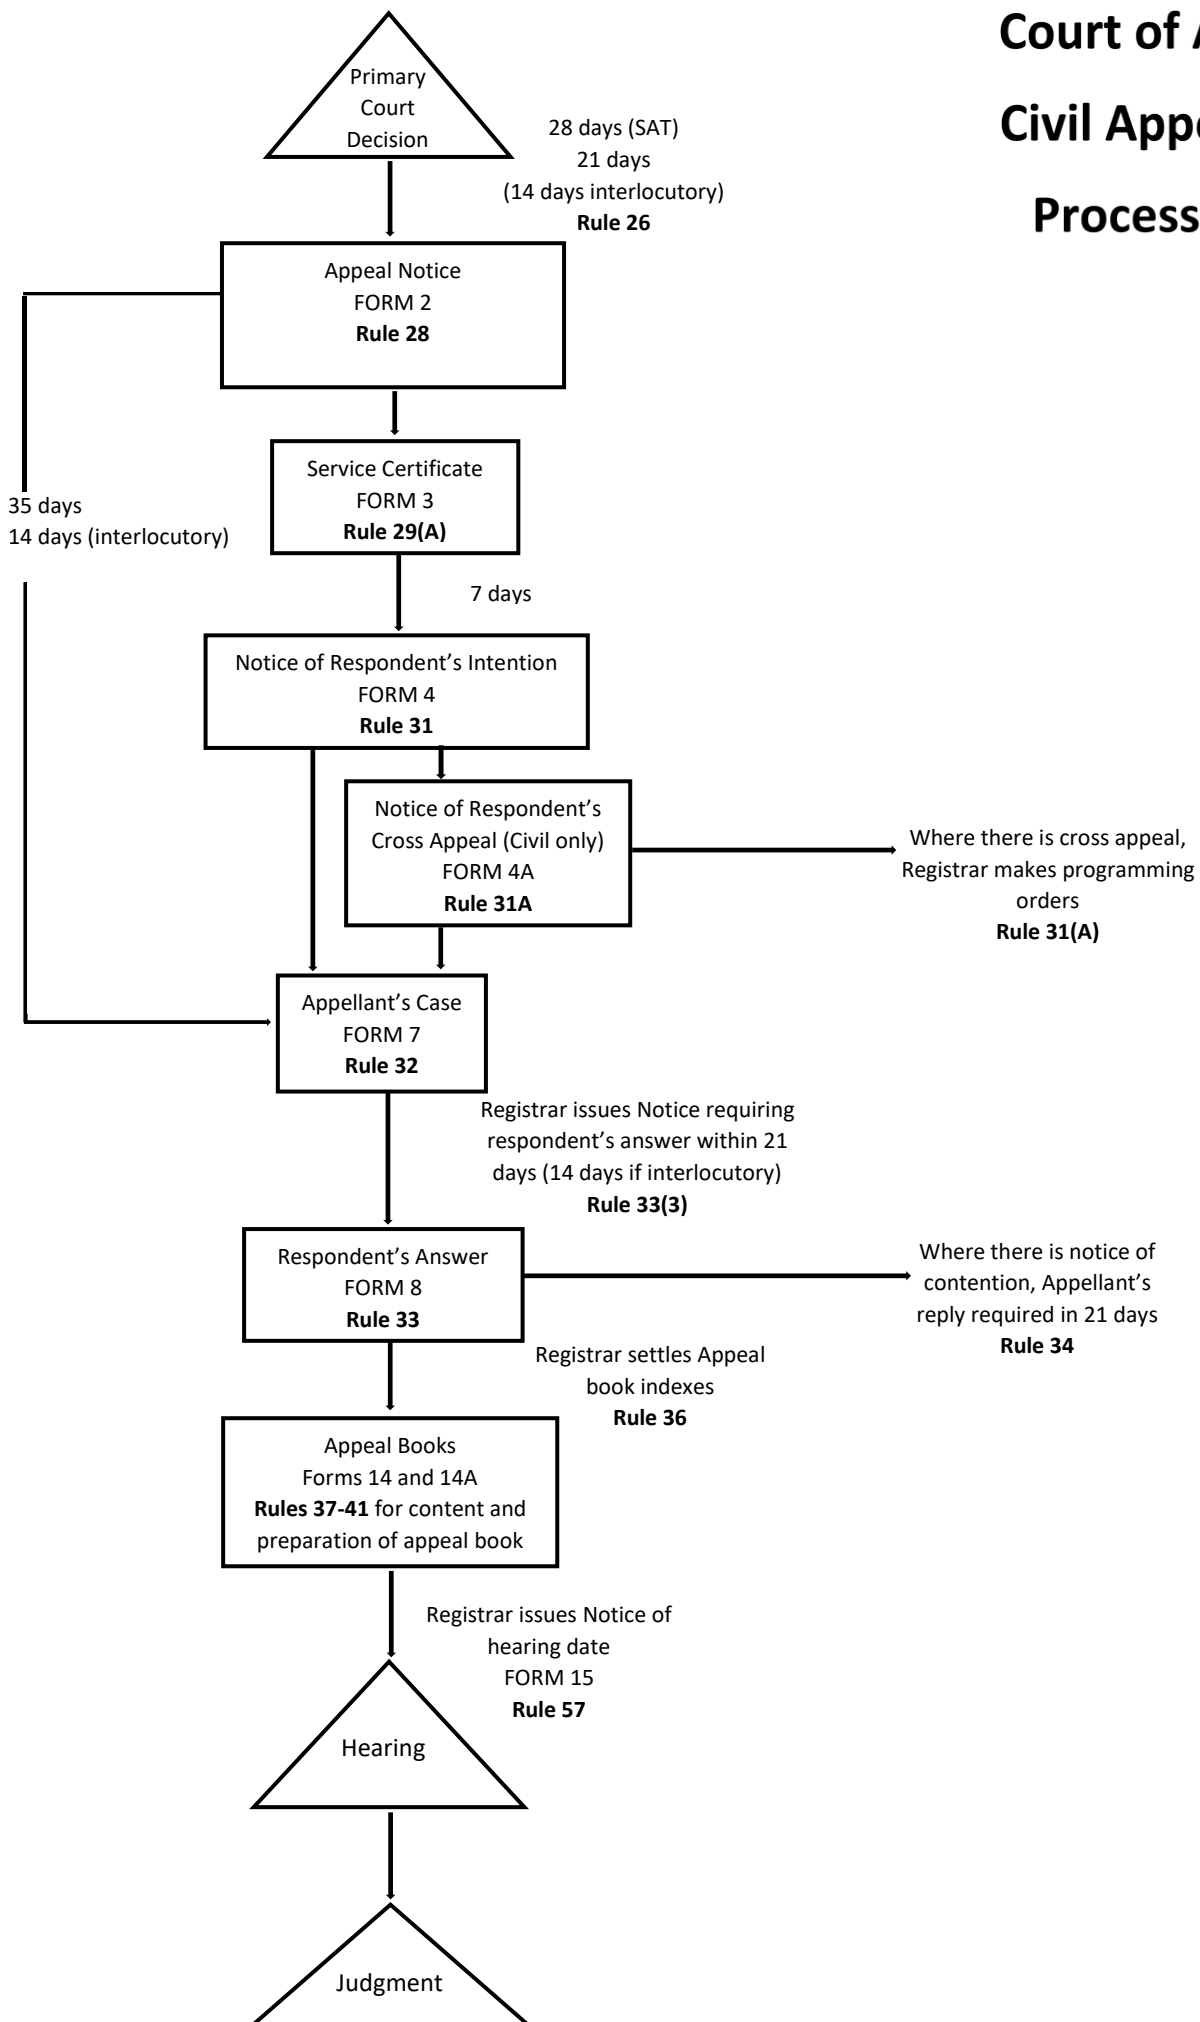 Court of A
Civil Appe
Process
Primary
Court
Decision
28 days (SAT)
21 days
(14 days interlocutory)
Rule 26
Appeal Notice
FORM 2
Rule 28
Service Certificate
FORM 3
Rule 29(A)
35 days
14 days (interlocutory)
7 days
Notice of Respondent’s Intention
FORM 4
Rule 31
Notice of Respondent’s
Cross Appeal (Civil only)
FORM 4A
Rule 31A
Where there is cross appeal,
Registrar makes programming
orders
Rule 31(A)
Appellant’s Case
FORM 7
Rule 32
Registrar issues Notice requiring
respondent’s answer within 21
days (14 days if interlocutory)
Rule 33(3)
Respondent’s Answer
FORM 8
Rule 33
Where there is notice of
contention, Appellant’s
reply required in 21 days
Rule 34
Registrar settles Appeal
book indexes
Rule 36
Appeal Books
Forms 14 and 14A
Rules 37-41 for content and
preparation of appeal book
Registrar issues Notice of
hearing date
FORM 15
Rule 57
Hearing
Judgment